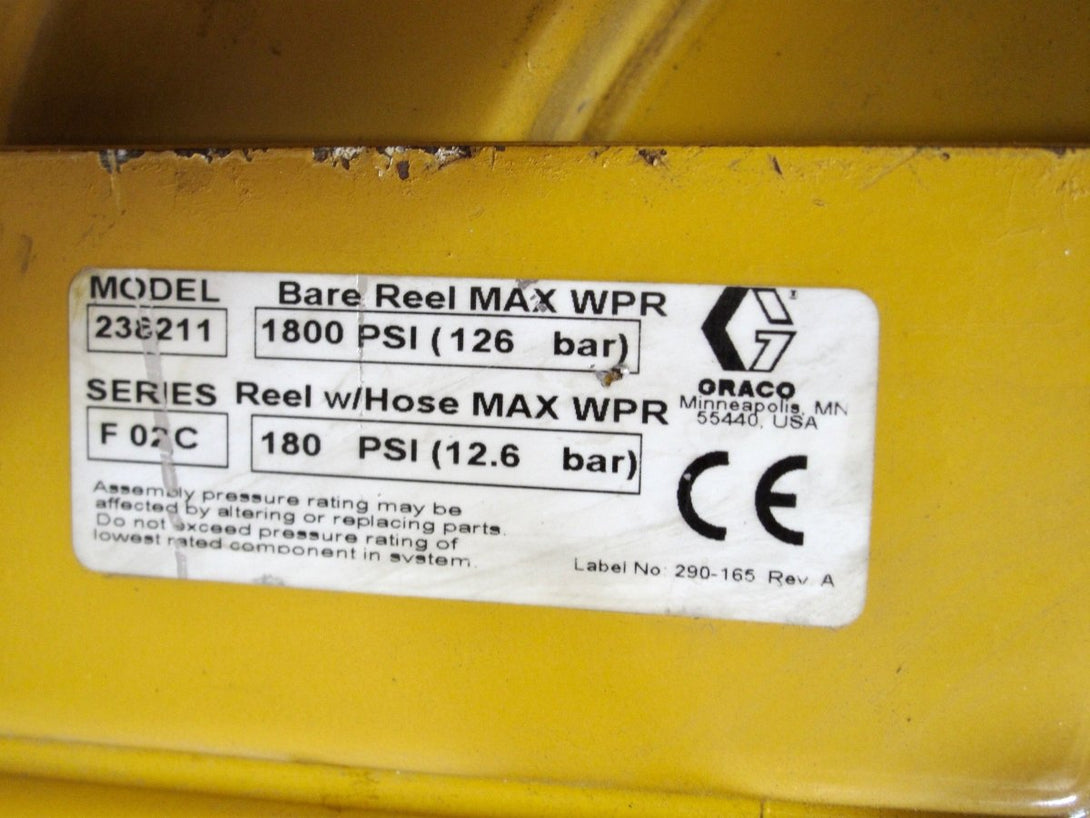 MODEL Bare Reel MAX WPR
238211 1800 PSI (126 bar)
GRACO
Minneapolis, MN
55440, USA
SERIES Reel w/Hose MAX WPR
F 02C 180 PSI (12.6 bar)
CE
Assembly pressure rating may be
affected by altering or replacing parts.
Do not exceed pressure rating of
lowest rated component in system.
Label No: 290-165 Rev. A